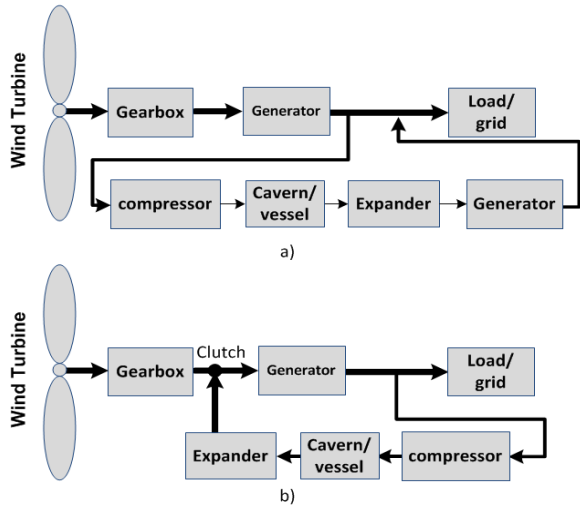 Wind Turbine
Gearbox
Generator
Load/
grid
compressor
Cavern/
vessel
Expander
Generator
a)
Wind Turbine
Gearbox
Clutch
Generator
Load/
grid
Expander
Cavern/
vessel
compressor
b)